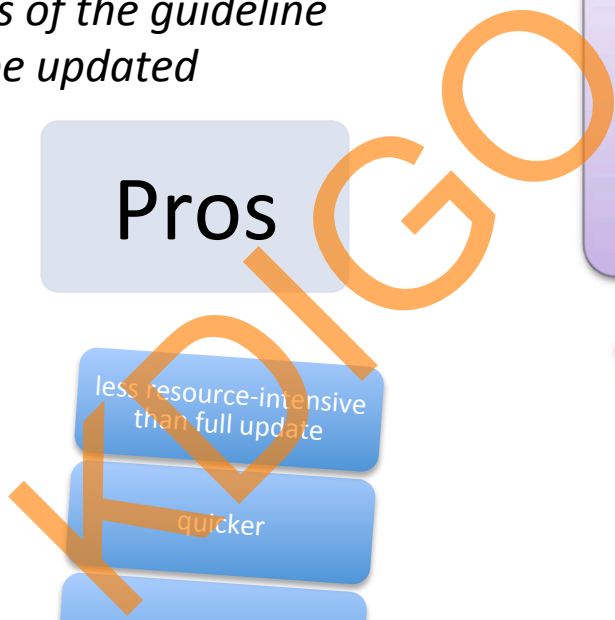 s of the guideline
e updated
Pros
less resource-intensive
than full update
quicker
KDIGO